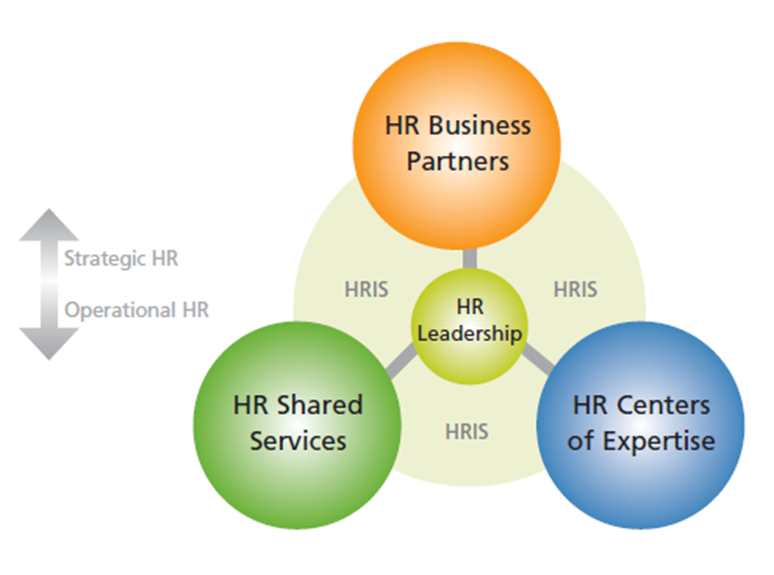 HR Business
Partners
Strategic HR
Operational HR
HRIS
HRIS
HR
Leadership
HR Shared
Services
HRIS
HR Centers
of Expertise